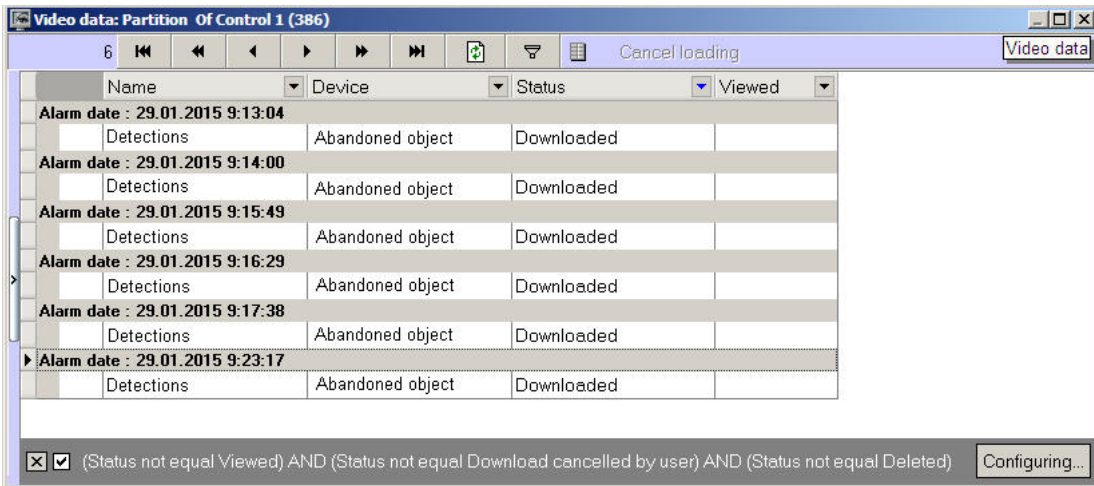 Video data: Partition Of Control 1 (386)
6 Cancel loading Video data
Name Device Status Viewed
Alarm date : 29.01.2015 9:13:04
Detections Abandoned object Downloaded
Alarm date : 29.01.2015 9:14:00
Detections Abandoned object Downloaded
Alarm date : 29.01.2015 9:15:49
Detections Abandoned object Downloaded
Alarm date : 29.01.2015 9:16:29
Detections Abandoned object Downloaded
Alarm date : 29.01.2015 9:17:38
Detections Abandoned object Downloaded
Alarm date : 29.01.2015 9:23:17
Detections Abandoned object Downloaded
(Status not equal Viewed) AND (Status not equal Download cancelled by user) AND (Status not equal Deleted) Configuring...